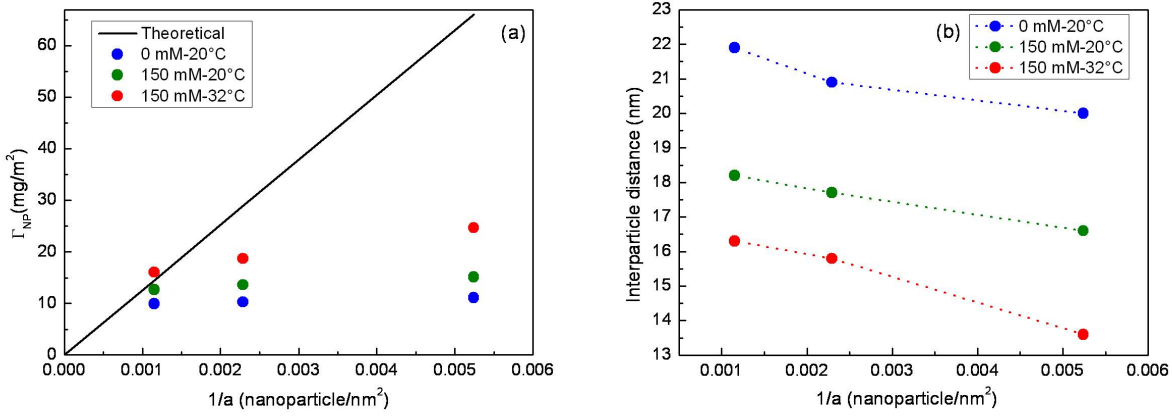 (a)
Theoretical
0 mM-20°C
150 mM-20°C
150 mM-32°C
ΓNP(mg/m²)
60
50
40
30
20
10
0
0.000 0.001 0.002 0.003 0.004 0.005 0.006
1/a (nanoparticle/nm²)
(b)
0 mM-20°C
150 mM-20°C
150 mM-32°C
Interparticle distance (nm)
23
22
21
20
19
18
17
16
15
14
13
0.001 0.002 0.003 0.004 0.005 0.006
1/a (nanoparticle/nm²)